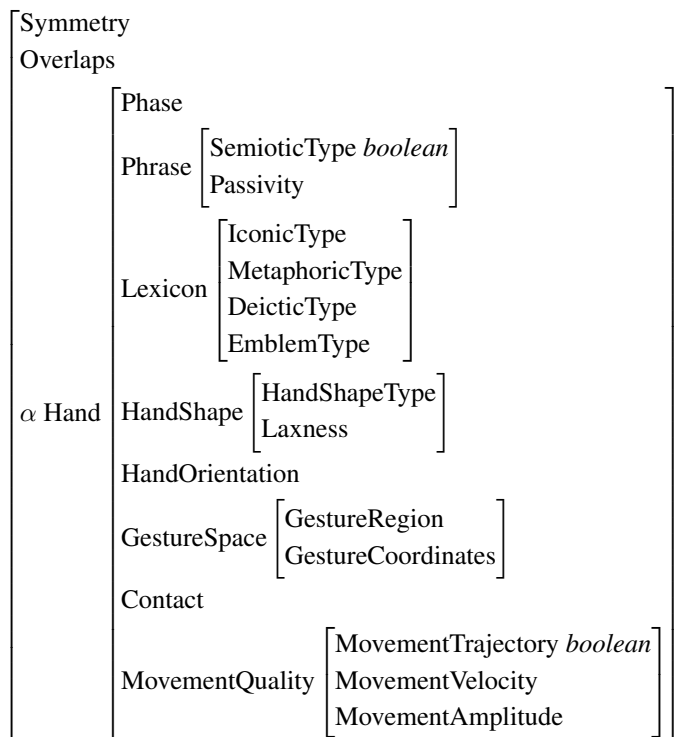 Symmetry
Overlaps
Phase
SemioticType boolean
Phrase
Passivity
IconicType
MetaphoricType
Lexicon
DeicticType
EmblemType
HandShapeType
α Hand HandShape
Laxness
HandOrientation
GestureRegion
GestureSpace
GestureCoordinates
Contact
MovementTrajectory boolean
MovementQuality MovementVelocity
MovementAmplitude